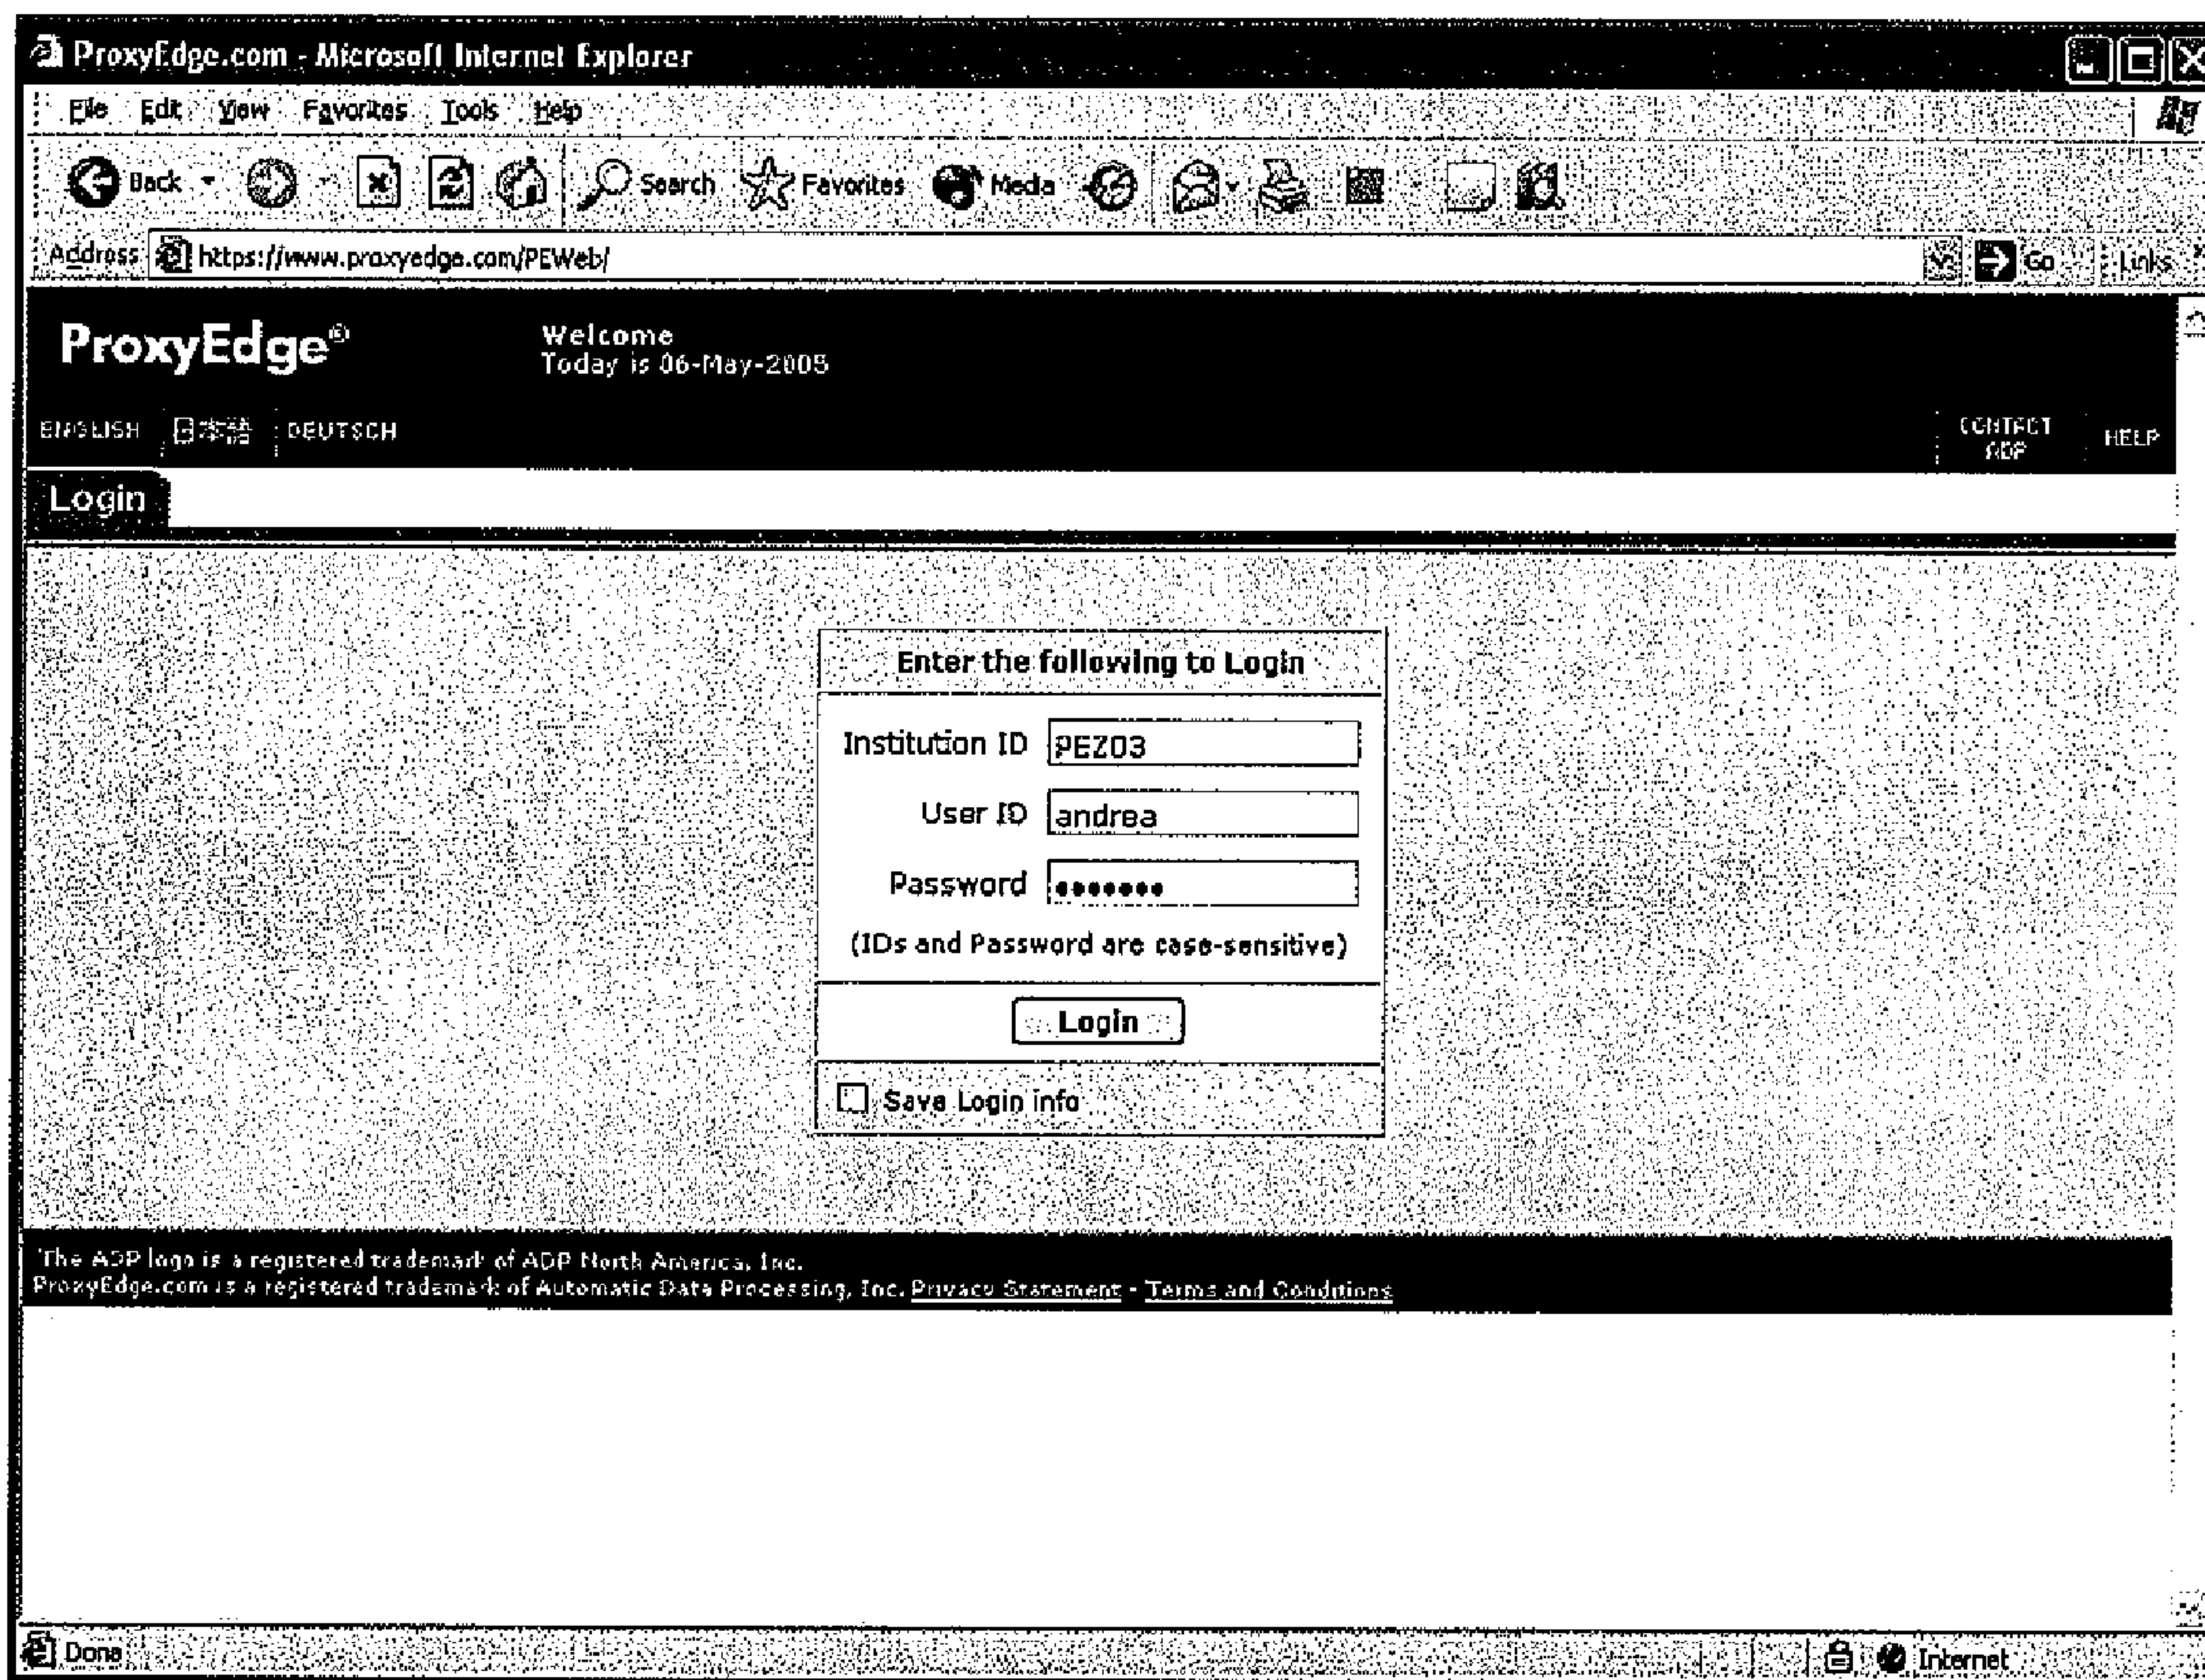 ProxyEdge.com - Microsoft Internet Explorer
File Edit View Favorites Tools Help
Back Search Favorites Media
Address https://www.proxyedge.com/PEWeb/ Go Links
ProxyEdge®
Welcome
Today is 06-May-2005
ENGLISH 日本語 DEUTSCH
CONTACT
ADP
HELP
Login
Enter the following to Login
Institution ID PEZ03
User ID andrea
Password •••••••
(IDs and Password are case-sensitive)
Login
Save Login info
The ADP logo is a registered trademark of ADP North America, Inc.
ProxyEdge.com is a registered trademark of Automatic Data Processing, Inc. Privacy Statement - Terms and Conditions
Done Internet